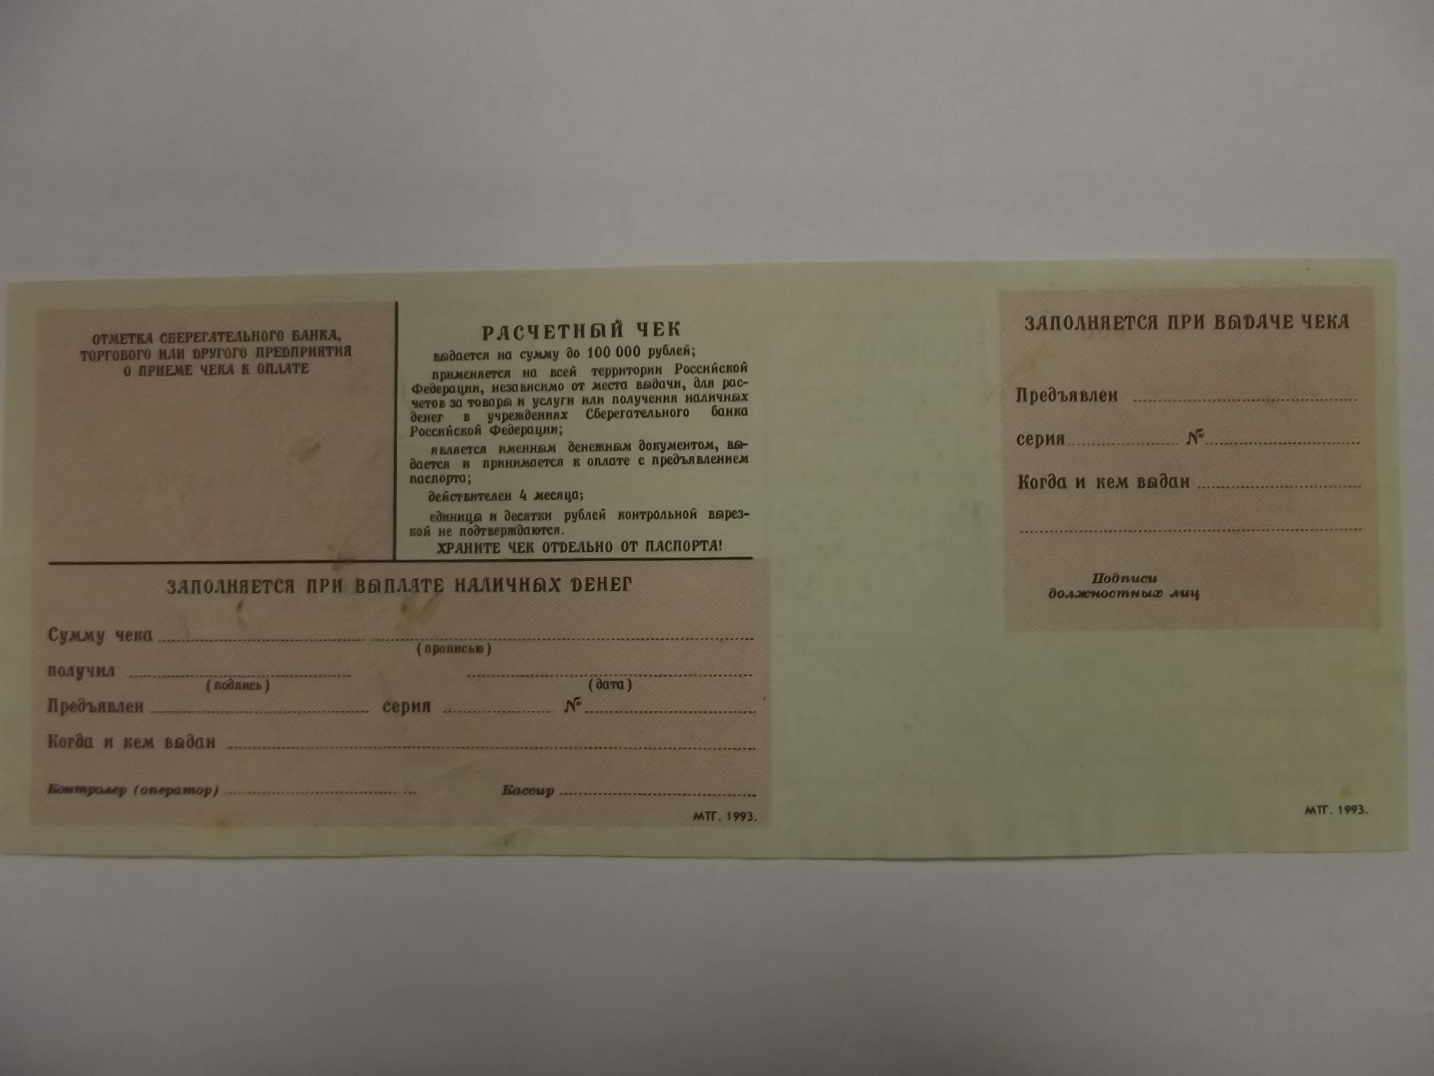 ОТМЕТКА СБЕРЕГАТЕЛЬНОГО БАНКА,
ТОРГОВОГО ИЛИ ДРУГОГО ПРЕДПРИЯТИЯ
О ПРИЕМЕ ЧЕКА К ОПЛАТЕ
РАСЧЕТНЫЙ ЧЕК
выдается на сумму до 100 000 рублей;
применяется на всей территории Российской
Федерации, независимо от места выдачи, для рас-
четов за товары и услуги или получения наличных
денег в учреждениях Сберегательного банка
Российской Федерации;
является именным денежным документом, вы-
дается и принимается к оплате с предъявлением
паспорта;
действителен 4 месяца;
единицы и десятки рублей контрольной вырез-
кой не подтверждаются.
ХРАНИТЕ ЧЕК ОТДЕЛЬНО ОТ ПАСПОРТА!
ЗАПОЛНЯЕТСЯ ПРИ ВЫПЛАТЕ НАЛИЧНЫХ ДЕНЕГ
Сумму чека
(прописью)
получил
(подпись) (дата)
Предъявлен серия №
Когда и кем выдан
Контролер (оператор) Кассир
МТГ. 1993.
ЗАПОЛНЯЕТСЯ ПРИ ВЫДАЧЕ ЧЕКА
Предъявлен
серия №
Когда и кем выдан
Подписи
должностных лиц
МТГ. 1993.